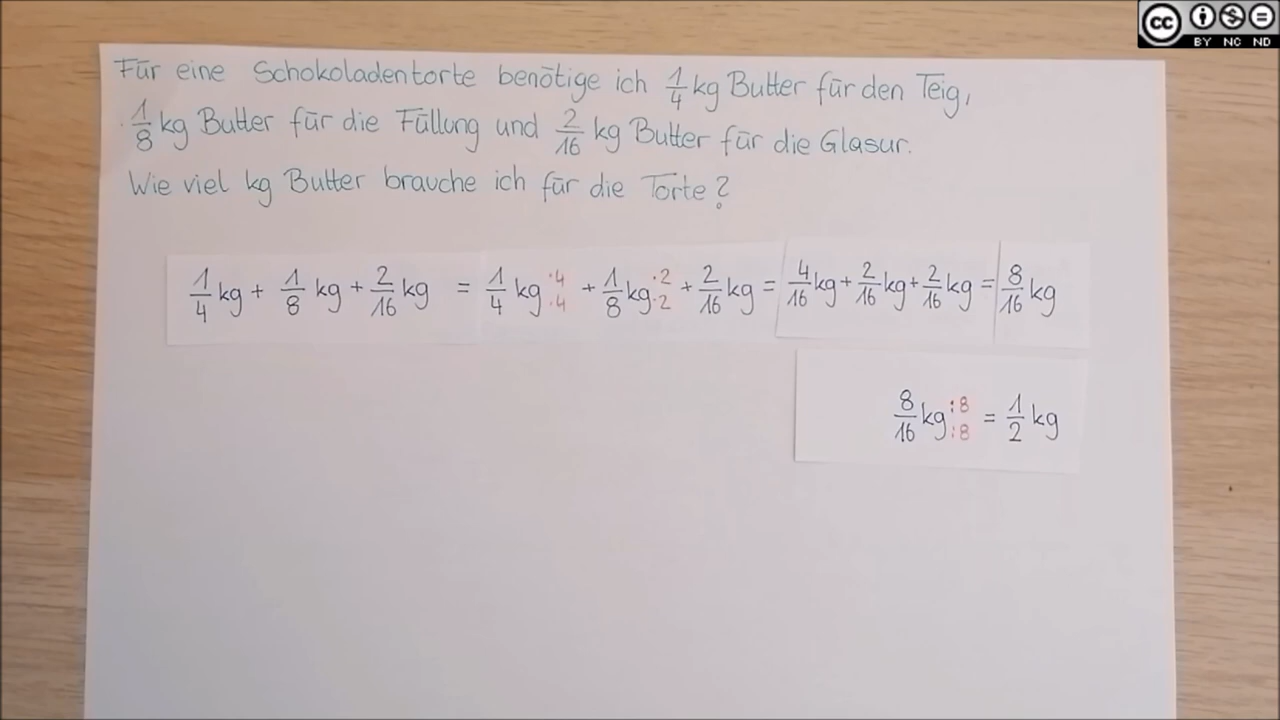 cc
BY NC ND
Für eine Schokoladentorte benötige ich 1/4 kg Butter für den Teig,
1/8 kg Butter für die Füllung und 2/16 kg Butter für die Glasur.
Wie viel kg Butter brauche ich für die Torte?
1/4 kg + 1/8 kg + 2/16 kg = 1/4 kg ·4 ·4 + 1/8 kg ·2 ·2 + 2/16 kg = 4/16 kg + 2/16 kg + 2/16 kg = 8/16 kg
8/16 kg :8 :8 = 1/2 kg